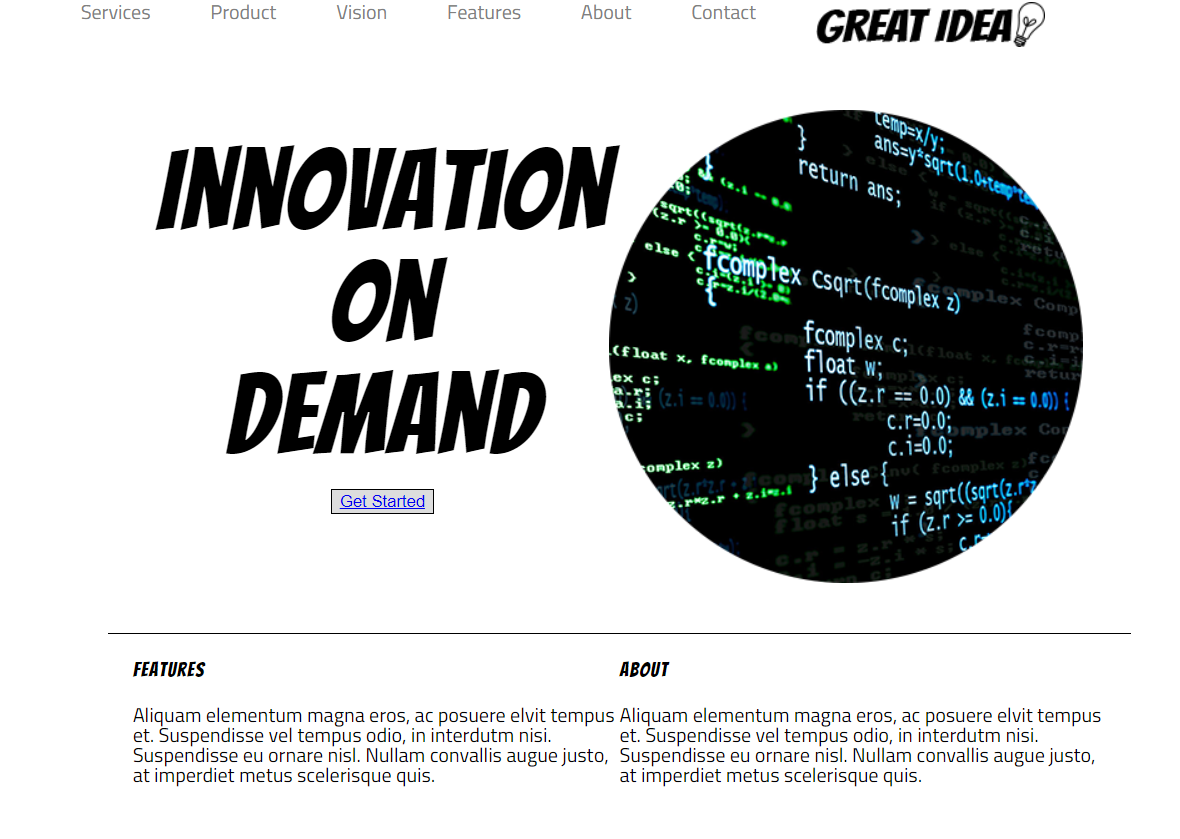 Services Product Vision Features About Contact GREAT IDEA
INNOVATION
ON
DEMAND
Get Started
temp=x/y;
}
ans=y*sqrt(1.0+temp*te
return ans;
else {
fcomplex Csqrt(fcomplex z)
{
fcomplex c;
float w;
if ((z.r == 0.0) && (z.i == 0.0)) {
c.r=0.0;
c.i=0.0;
} else {
w = sqrt((sqrt(z.r*z
if (z.r >= 0.0){
(float x, fcomplex a)
omplex z)
FEATURES
Aliquam elementum magna eros, ac posuere elvit tempus
et. Suspendisse vel tempus odio, in interdutm nisi.
Suspendisse eu ornare nisl. Nullam convallis augue justo,
at imperdiet metus scelerisque quis.
ABOUT
Aliquam elementum magna eros, ac posuere elvit tempus
et. Suspendisse vel tempus odio, in interdutm nisi.
Suspendisse eu ornare nisl. Nullam convallis augue justo,
at imperdiet metus scelerisque quis.